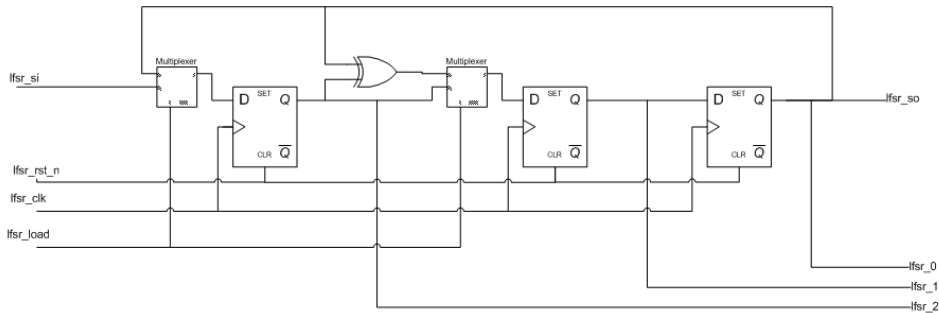 Multiplexer
Multiplexer
lfsr_si
D SET Q
D SET Q
D SET Q
lfsr_so
CLR Q
CLR Q
CLR Q
lfsr_rst_n
lfsr_clk
lfsr_load
lfsr_0
lfsr_1
lfsr_2